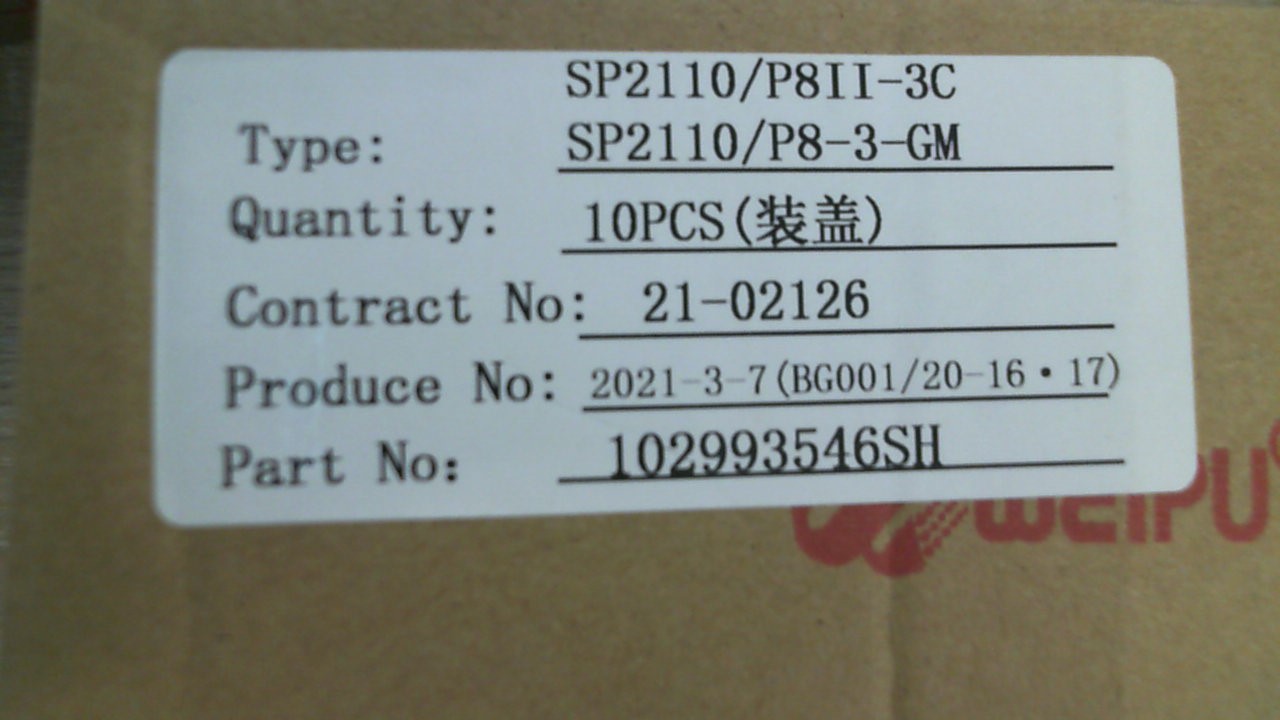 SP2110/P8II-3C
Type: SP2110/P8-3-GM
Quantity: 10PCS(装盖)
Contract No: 21-02126
Produce No: 2021-3-7(BG001/20-16·17)
Part No: 102993546SH
WEIPU®